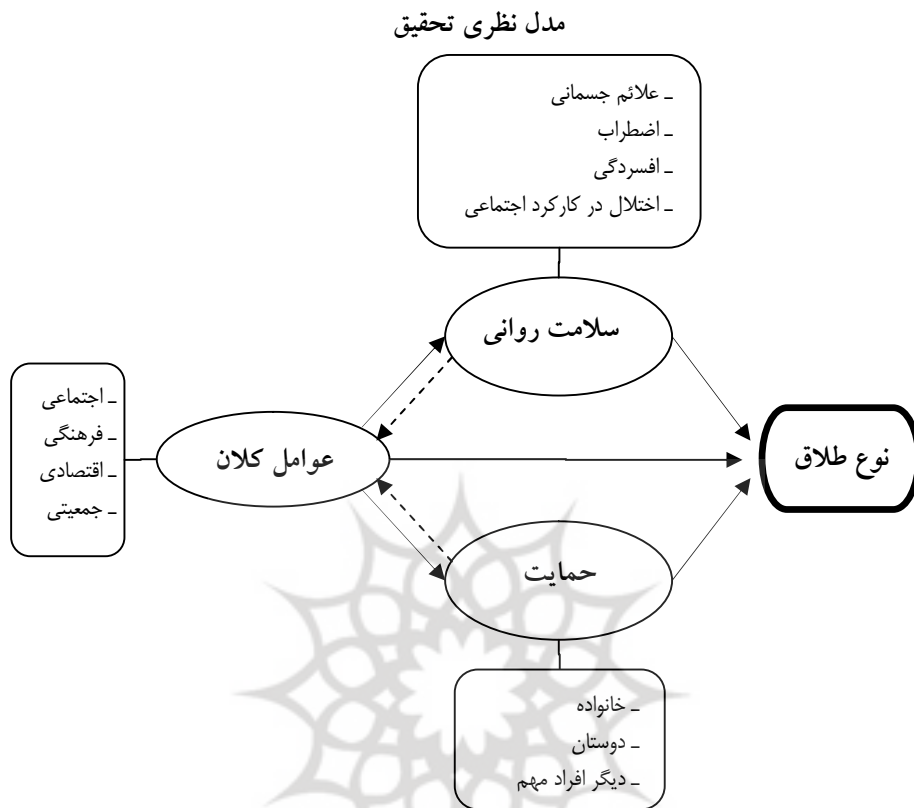 مدل نظری تحقیق
ـ علائم جسمانی
ـ اضطراب
ـ افسردگی
ـ اختلال در کارکرد اجتماعی
سلامت روانی
ـ اجتماعی
ـ فرهنگی
ـ اقتصادی
ـ جمعیتی
عوامل کلان
نوع طلاق
حمایت
ـ خانواده
ـ دوستان
ـ دیگر افراد مهم